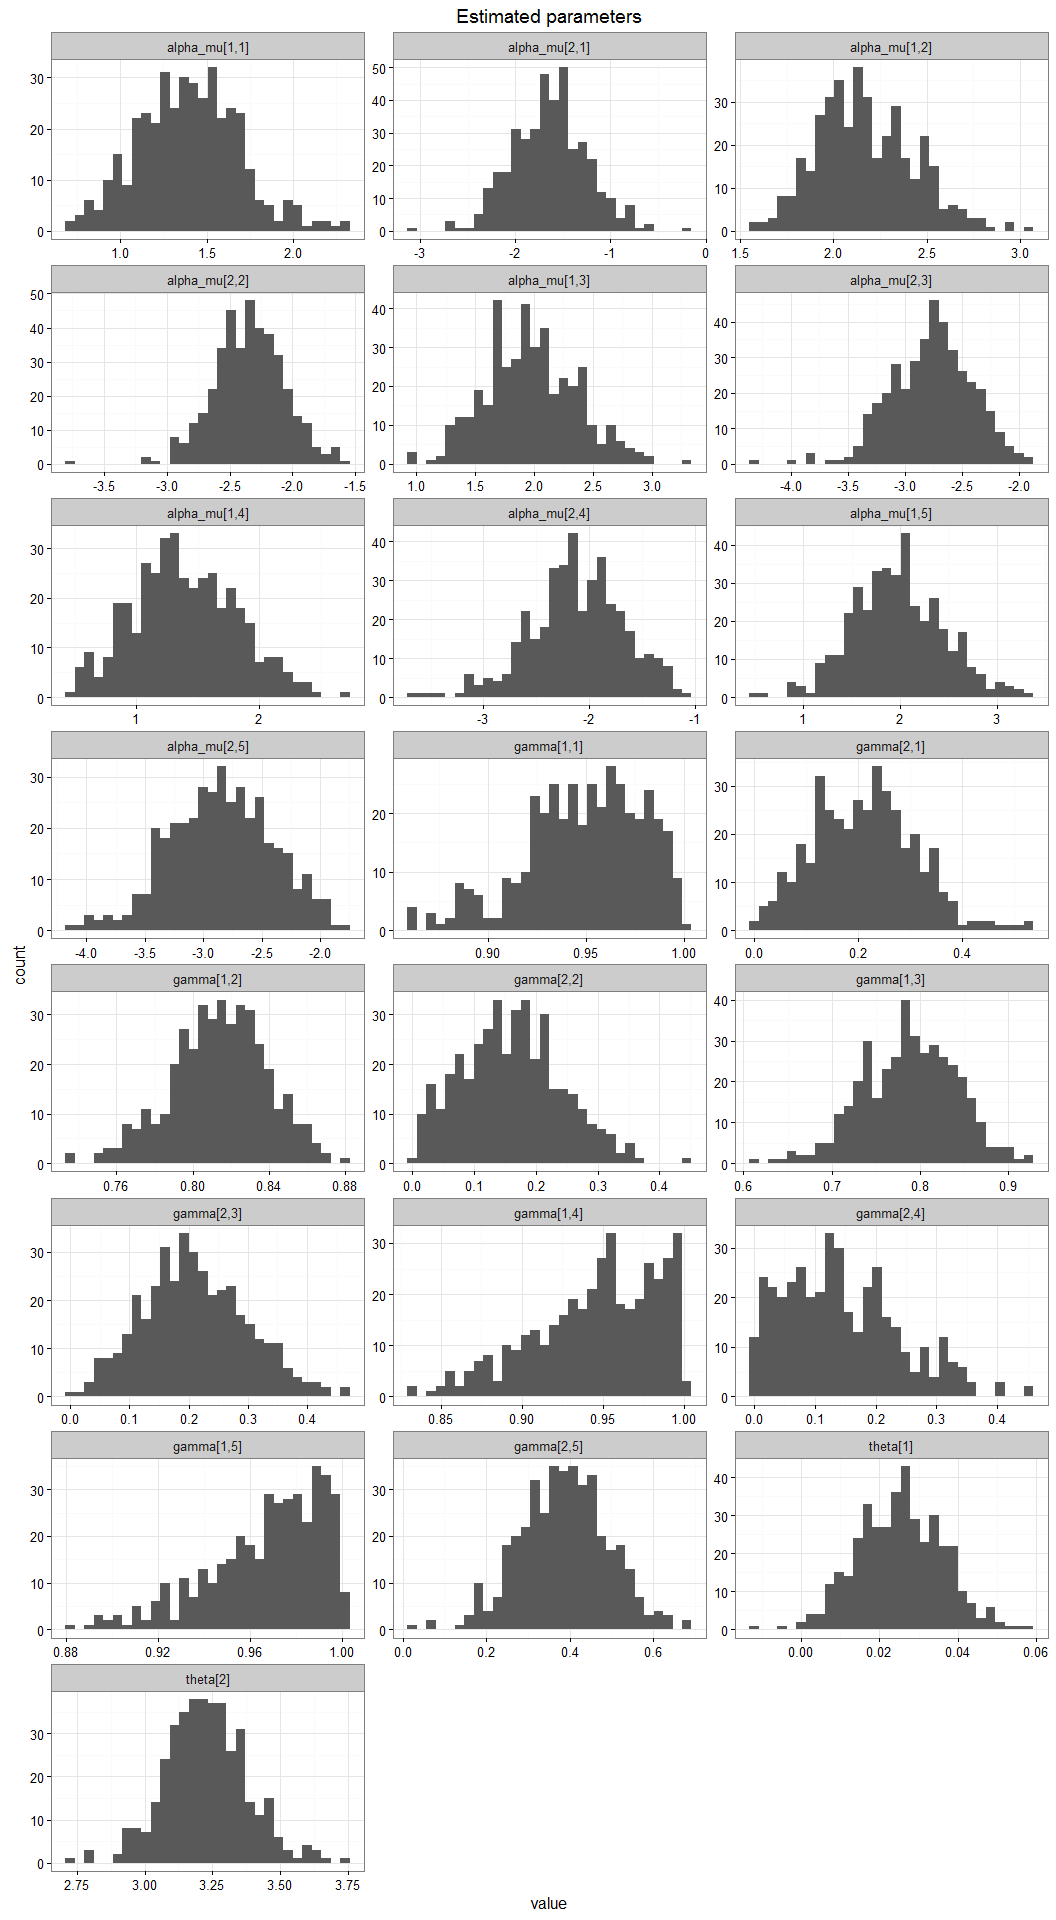 Estimated parameters
alpha_mu[1,1] alpha_mu[2,1] alpha_mu[1,2]
30 20 10 0
50 40 30 20 10 0
30 20 10 0
1.0 1.5 2.0
-3 -2 -1 0
1.5 2.0 2.5 3.0
alpha_mu[2,2] alpha_mu[1,3] alpha_mu[2,3]
50 40 30 20 10 0
40 30 20 10 0
40 30 20 10 0
-3.5 -3.0 -2.5 -2.0 -1.5
1.0 1.5 2.0 2.5 3.0
-4.0 -3.5 -3.0 -2.5 -2.0
alpha_mu[1,4] alpha_mu[2,4] alpha_mu[1,5]
30 20 10 0
40 30 20 10 0
40 30 20 10 0
1 2
-3 -2 -1
1 2 3
alpha_mu[2,5] gamma[1,1] gamma[2,1]
30 20 10 0
20 10 0
30 20 10 0
-4.0 -3.5 -3.0 -2.5 -2.0
0.90 0.95 1.00
0.0 0.2 0.4
count
gamma[1,2] gamma[2,2] gamma[1,3]
30 20 10 0
30 20 10 0
40 30 20 10 0
0.76 0.80 0.84 0.88
0.0 0.1 0.2 0.3 0.4
0.6 0.7 0.8 0.9
gamma[2,3] gamma[1,4] gamma[2,4]
30 20 10 0
30 20 10 0
30 20 10 0
0.0 0.1 0.2 0.3 0.4
0.85 0.90 0.95 1.00
0.0 0.1 0.2 0.3 0.4
gamma[1,5] gamma[2,5] theta[1]
30 20 10 0
30 20 10 0
40 30 20 10 0
0.88 0.92 0.96 1.00
0.0 0.2 0.4 0.6
0.00 0.02 0.04 0.06
theta[2]
30 20 10 0
2.75 3.00 3.25 3.50 3.75
value